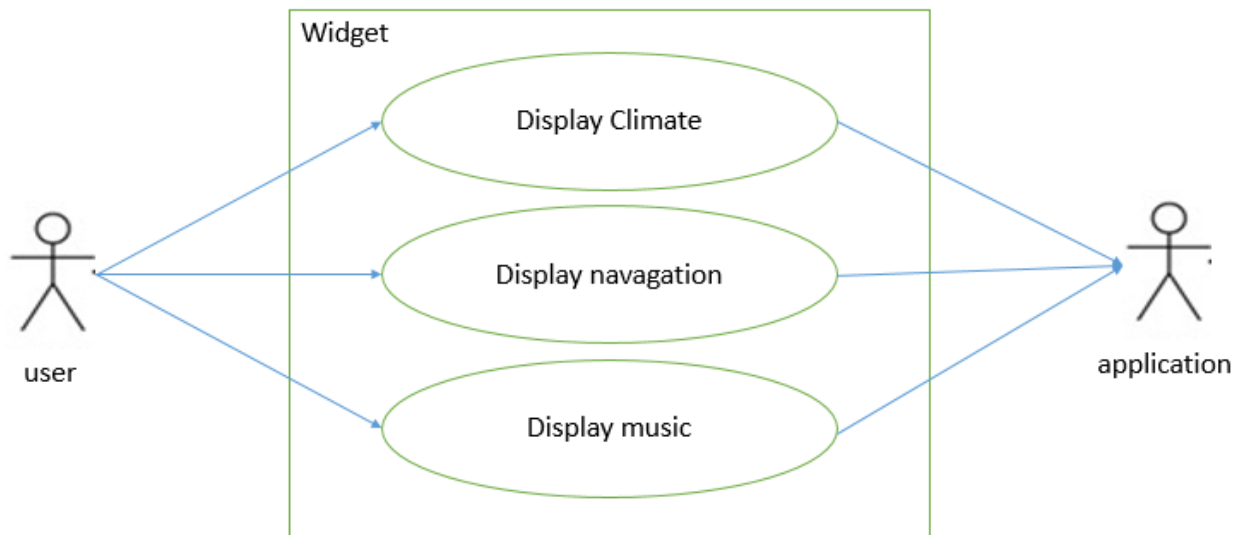 Widget
Display Climate
Display navagation
Display music
user
application